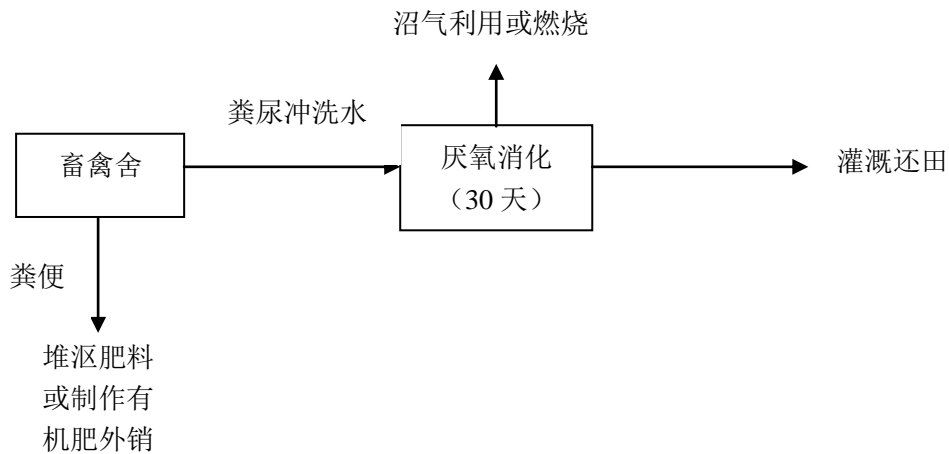 沼气利用或燃烧
粪尿冲洗水
畜禽舍
厌氧消化
（30 天）
灌溉还田
粪便
堆沤肥料
或制作有
机肥外销